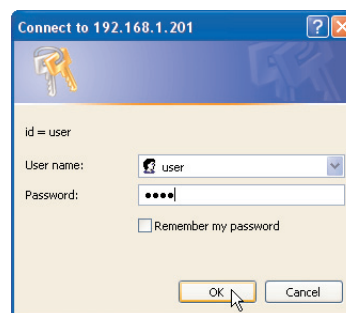 Connect to 192.168.1.201
id = user
User name:
user
Password:
••••
Remember my password
OK
Cancel